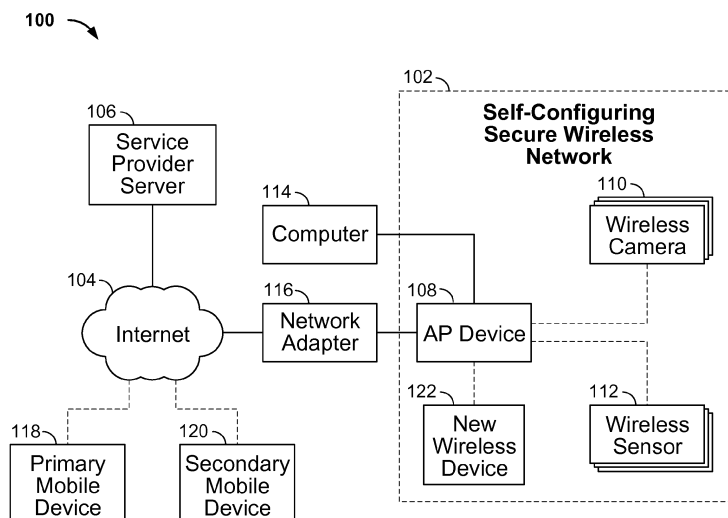 100
102
Self-Configuring
Secure Wireless
Network
106
Service
Provider
Server
114
Computer
110
Wireless
Camera
104
Internet
116
Network
Adapter
108
AP Device
122
New
Wireless
Device
112
Wireless
Sensor
118
Primary
Mobile
Device
120
Secondary
Mobile
Device